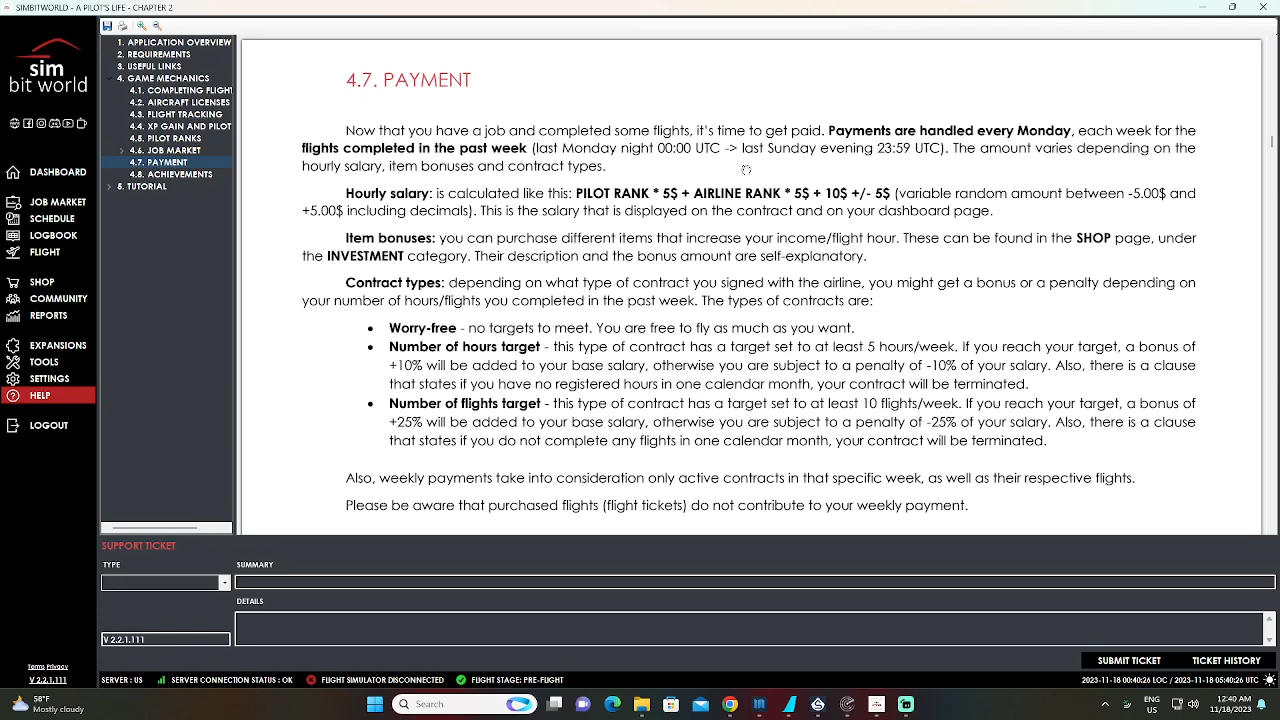 SIMBITWORLD - A PILOT'S LIFE - CHAPTER 2
sim
bit world
DASHBOARD
JOB MARKET
SCHEDULE
LOGBOOK
FLIGHT
SHOP
COMMUNITY
REPORTS
EXPANSIONS
TOOLS
SETTINGS
HELP
LOGOUT
Terms Privacy
V 2.2.1.111
1. APPLICATION OVERVIEW
2. REQUIREMENTS
3. USEFUL LINKS
4. GAME MECHANICS
4.1. COMPLETING FLIGHT
4.2. AIRCRAFT LICENSES
4.3. FLIGHT TRACKING
4.4. XP GAIN AND PILOT
4.5. PILOT RANKS
4.6. JOB MARKET
4.7. PAYMENT
4.8. ACHIEVEMENTS
5. TUTORIAL
4.7. PAYMENT
Now that you have a job and completed some flights, it's time to get paid. Payments are handled every Monday, each week for the
flights completed in the past week (last Monday night 00:00 UTC -> last Sunday evening 23:59 UTC). The amount varies depending on the
hourly salary, item bonuses and contract types.
Hourly salary: is calculated like this: PILOT RANK * 5$ + AIRLINE RANK * 5$ + 10$ +/- 5$ (variable random amount between -5.00$ and
+5.00$ including decimals). This is the salary that is displayed on the contract and on your dashboard page.
Item bonuses: you can purchase different items that increase your income/flight hour. These can be found in the SHOP page, under
the INVESTMENT category. Their description and the bonus amount are self-explanatory.
Contract types: depending on what type of contract you signed with the airline, you might get a bonus or a penalty depending on
your number of hours/flights you completed in the past week. The types of contracts are:
• Worry-free - no targets to meet. You are free to fly as much as you want.
• Number of hours target - this type of contract has a target set to at least 5 hours/week. If you reach your target, a bonus of
+10% will be added to your base salary, otherwise you are subject to a penalty of -10% of your salary. Also, there is a clause
that states if you have no registered hours in one calendar month, your contract will be terminated.
• Number of flights target - this type of contract has a target set to at least 10 flights/week. If you reach your target, a bonus of
+25% will be added to your base salary, otherwise you are subject to a penalty of -25% of your salary. Also, there is a clause
that states if you do not complete any flights in one calendar month, your contract will be terminated.
Also, weekly payments take into consideration only active contracts in that specific week, as well as their respective flights.
Please be aware that purchased flights (flight tickets) do not contribute to your weekly payment.
SUPPORT TICKET
TYPE
SUMMARY
DETAILS
V 2.2.1.111
SUBMIT TICKET TICKET HISTORY
SERVER : US SERVER CONNECTION STATUS : OK FLIGHT SIMULATOR DISCONNECTED FLIGHT STAGE: PRE-FLIGHT 2023-11-18 00:40:26 LOC / 2023-11-18 05:40:26 UTC
58°F
Mostly cloudy
Search
ENG
US
12:40 AM
11/18/2023